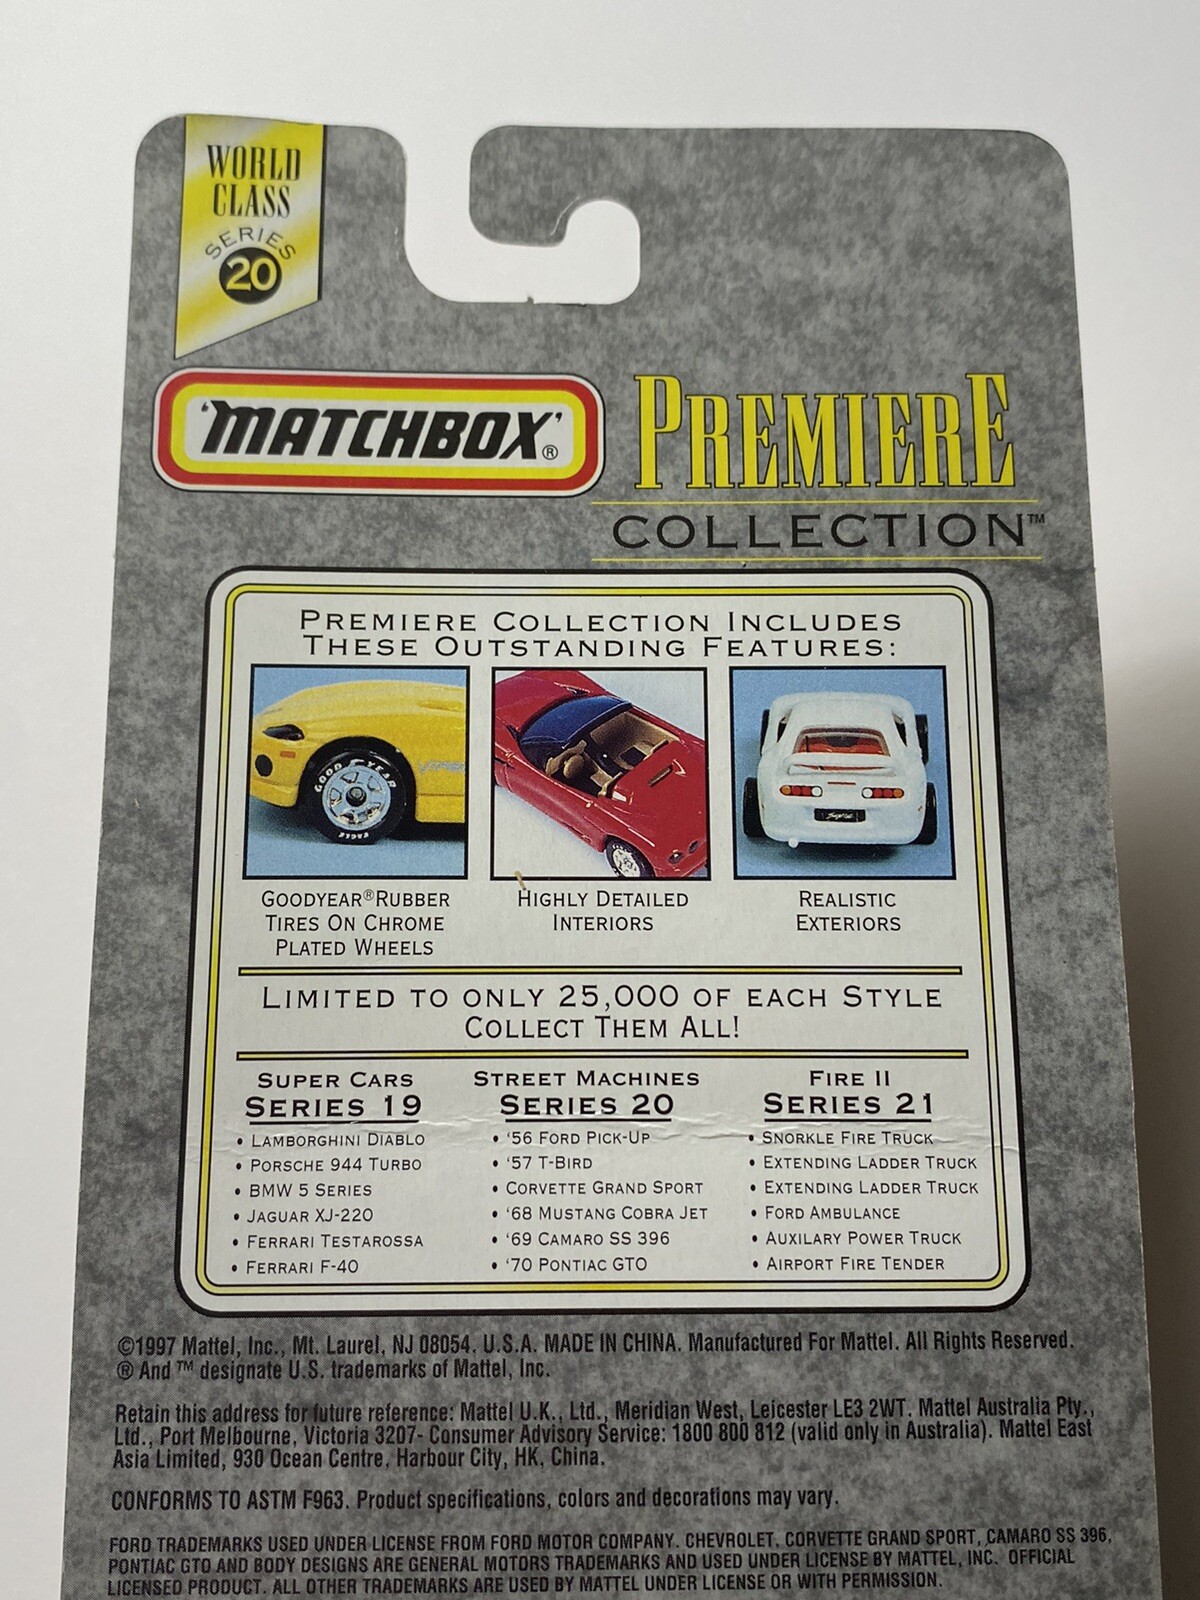 WORLD
CLASS
SERIES
20
'MATCHBOX'®
PREMIERE
COLLECTION™
PREMIERE COLLECTION INCLUDES
THESE OUTSTANDING FEATURES:
GOOD YEAR
EAGLE
GOODYEAR® RUBBER
TIRES ON CHROME
PLATED WHEELS
HIGHLY DETAILED
INTERIORS
Supra
REALISTIC
EXTERIORS
LIMITED TO ONLY 25,000 OF EACH STYLE
COLLECT THEM ALL!
SUPER CARS
SERIES 19
• LAMBORGHINI DIABLO
• PORSCHE 944 TURBO
• BMW 5 SERIES
• JAGUAR XJ-220
• FERRARI TESTAROSSA
• FERRARI F-40
STREET MACHINES
SERIES 20
• '56 FORD PICK-UP
• '57 T-BIRD
• CORVETTE GRAND SPORT
• '68 MUSTANG COBRA JET
• '69 CAMARO SS 396
• '70 PONTIAC GTO
FIRE II
SERIES 21
• SNORKLE FIRE TRUCK
• EXTENDING LADDER TRUCK
• EXTENDING LADDER TRUCK
• FORD AMBULANCE
• AUXILARY POWER TRUCK
• AIRPORT FIRE TENDER
©1997 Mattel, Inc., Mt. Laurel, NJ 08054, U.S.A. MADE IN CHINA. Manufactured For Mattel. All Rights Reserved.
® And ™ designate U.S. trademarks of Mattel, Inc.
Retain this address for future reference: Mattel U.K., Ltd., Meridian West, Leicester LE3 2WT. Mattel Australia Pty.,
Ltd., Port Melbourne, Victoria 3207- Consumer Advisory Service: 1800 800 812 (valid only in Australia). Mattel East
Asia Limited, 930 Ocean Centre, Harbour City, HK, China.
CONFORMS TO ASTM F963. Product specifications, colors and decorations may vary.
FORD TRADEMARKS USED UNDER LICENSE FROM FORD MOTOR COMPANY. CHEVROLET, CORVETTE GRAND SPORT, CAMARO SS 396,
PONTIAC GTO AND BODY DESIGNS ARE GENERAL MOTORS TRADEMARKS AND USED UNDER LICENSE BY MATTEL, INC. OFFICIAL
LICENSED PRODUCT. ALL OTHER TRADEMARKS ARE USED BY MATTEL UNDER LICENSE OR WITH PERMISSION.